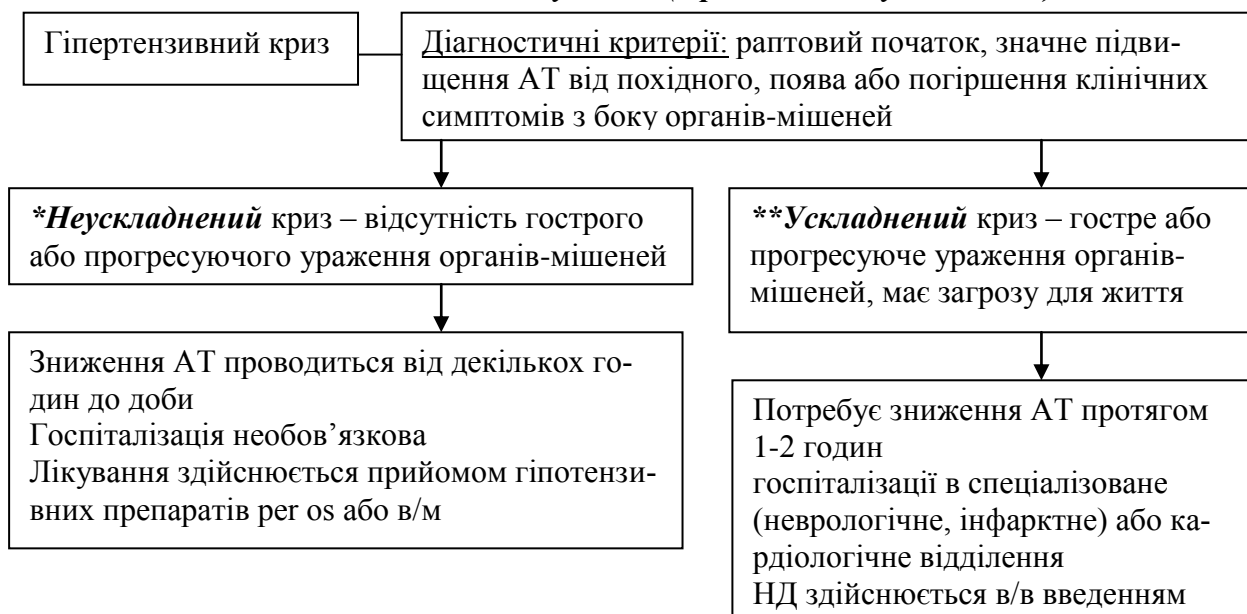 Гіпертензивний криз
Діагностичні критерії: раптовий початок, значне підви-
щення АТ від похідного, поява або погіршення клінічних
симптомів з боку органів-мішеней
*Неускладнений криз – відсутність гострого
або прогресуючого ураження органів-мішеней
**Ускладнений криз – гостре або
прогресуюче ураження органів-
мішеней, має загрозу для життя
Зниження АТ проводиться від декількох го-
дин до доби
Госпіталізація необов’язкова
Лікування здійснюється прийомом гіпотензи-
вних препаратів per os або в/м
Потребує зниження АТ протягом
1-2 годин
госпіталізації в спеціалізоване
(неврологічне, інфарктне) або ка-
рдіологічне відділення
НД здійснюється в/в введенням